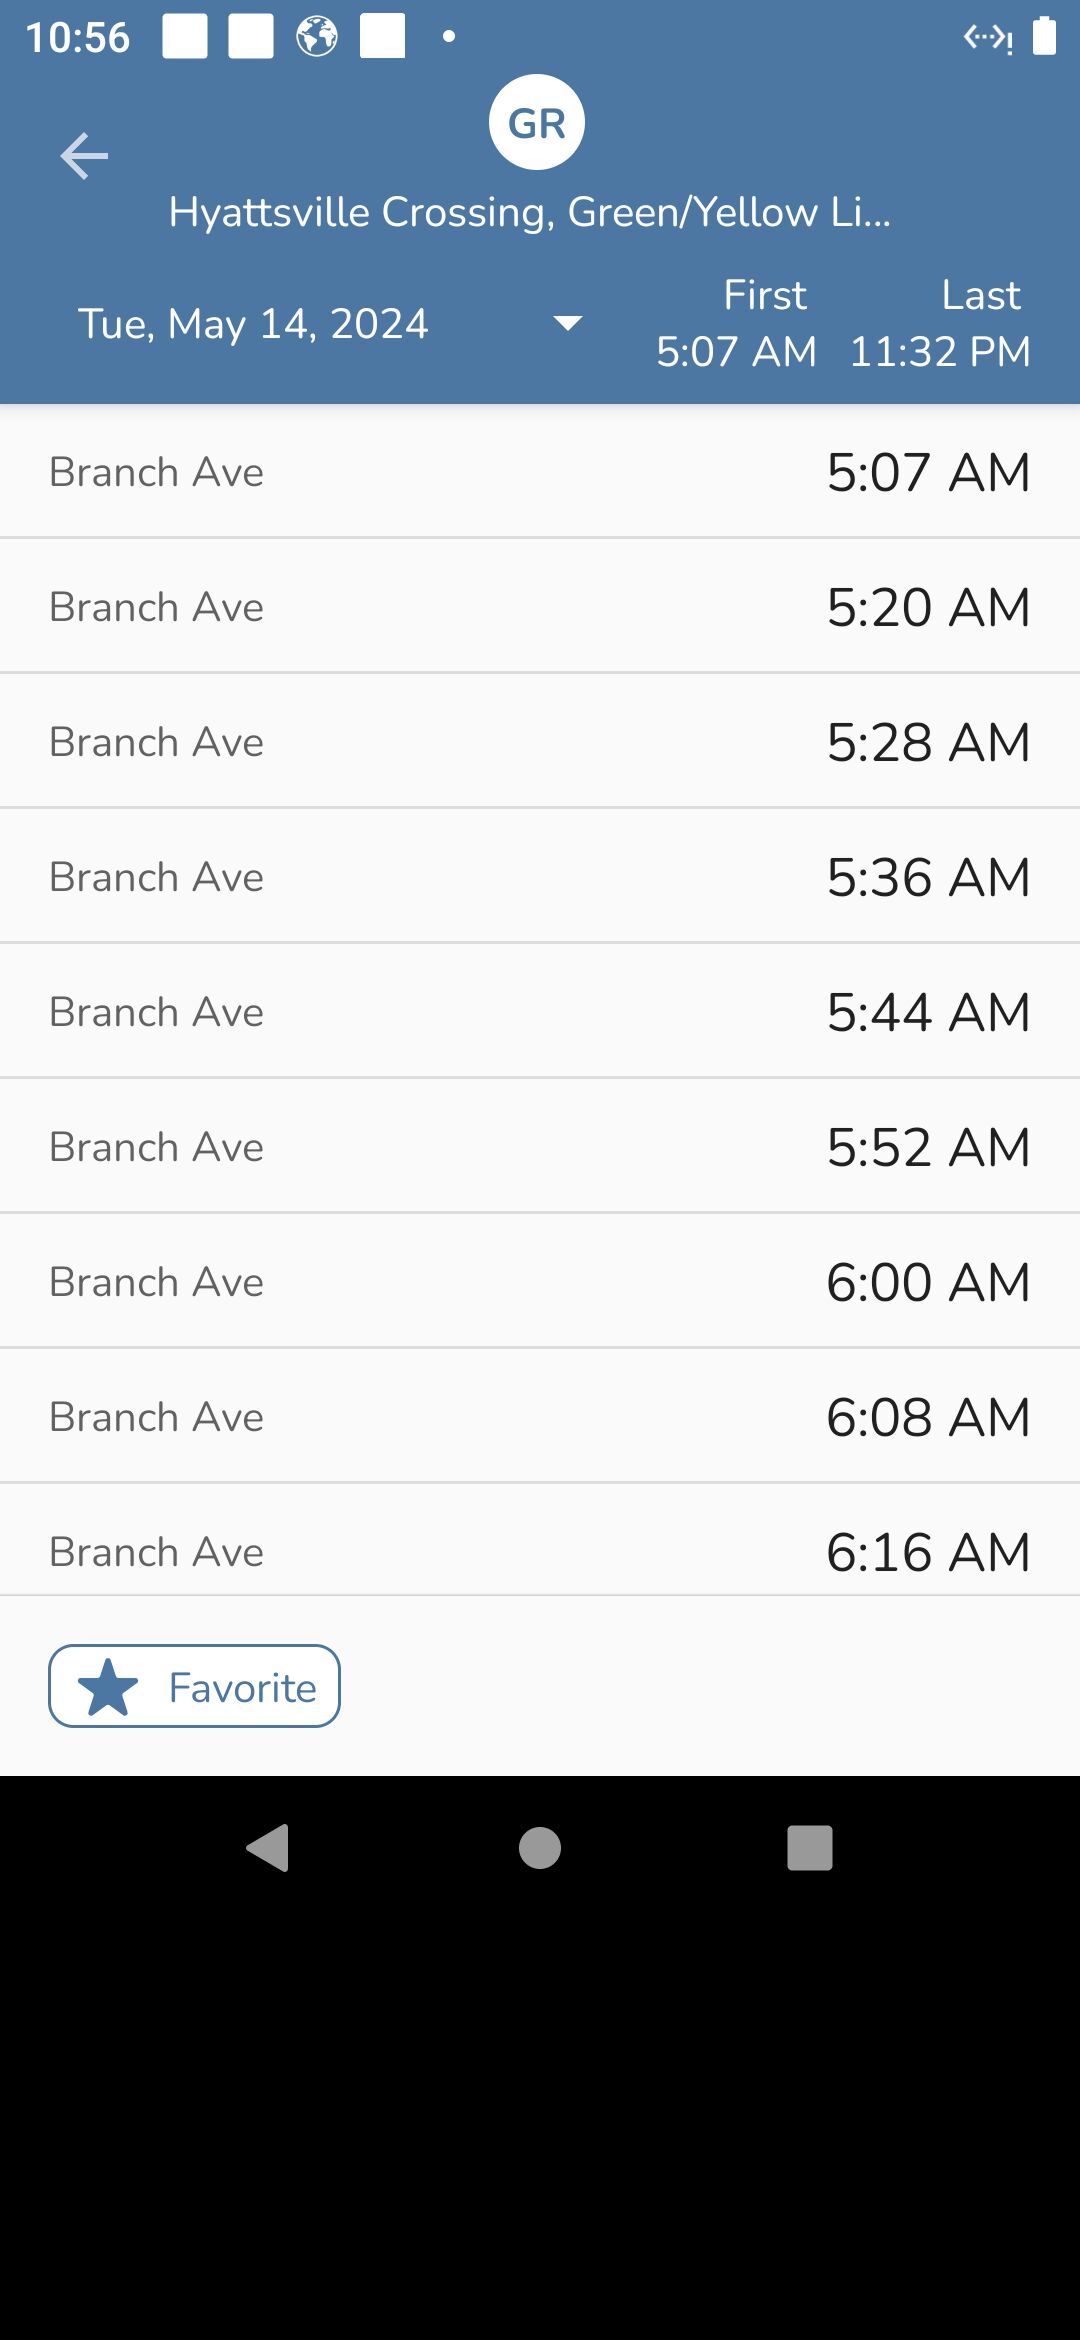 10:56
GR
Hyattsville Crossing, Green/Yellow Li...
Tue, May 14, 2024
First
5:07 AM
Last
11:32 PM
Branch Ave 5:07 AM
Branch Ave 5:20 AM
Branch Ave 5:28 AM
Branch Ave 5:36 AM
Branch Ave 5:44 AM
Branch Ave 5:52 AM
Branch Ave 6:00 AM
Branch Ave 6:08 AM
Branch Ave 6:16 AM
Favorite